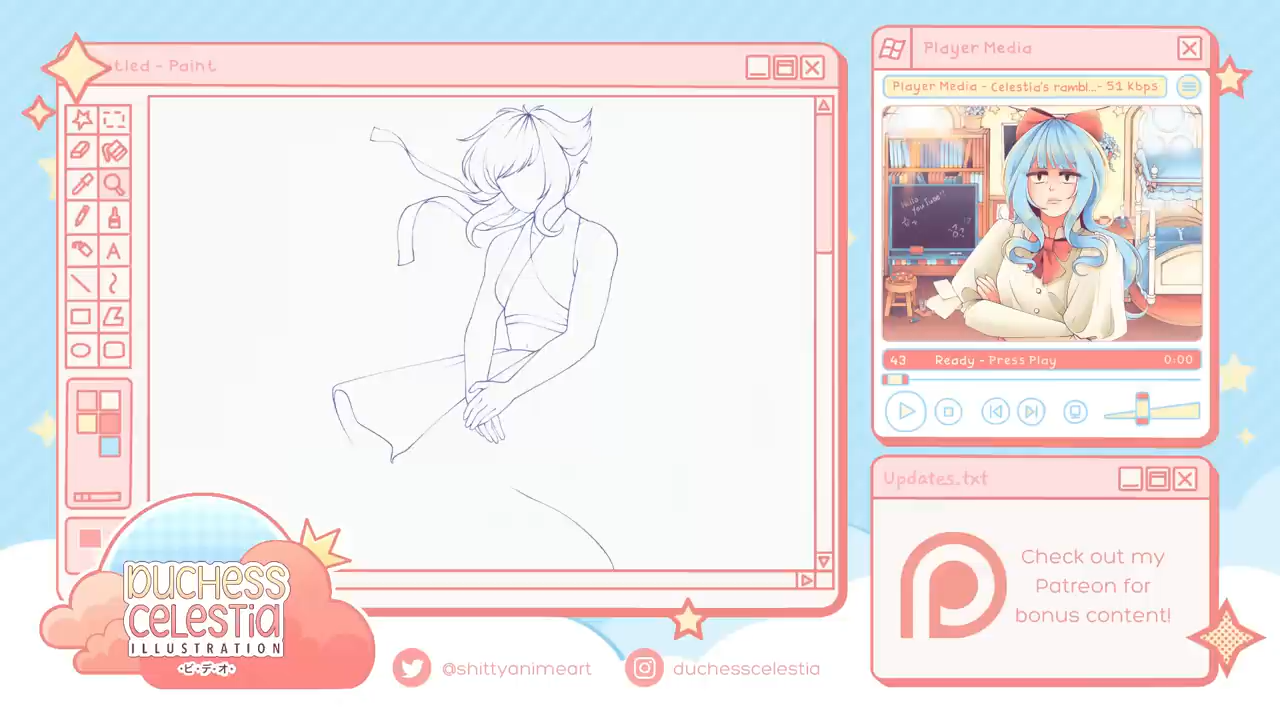 tled - Paint
Player Media
Player Media - Celestia's rambl...- 51 Kbps
Hello
YouTube!!
43 Ready - Press Play 0:00
A
Updates.txt
Check out my
Patreon for
bonus content!
DUCHESS
CELESTIA
ILLUSTRATION
・ビ・デ・オ・
@shittyanimeart
duchesscelestia